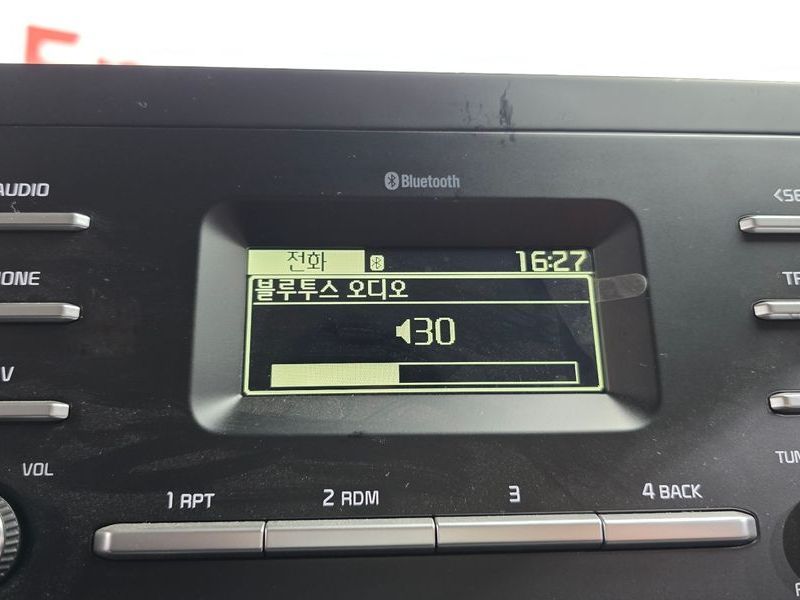 Bluetooth
AUDIO
전화 16:27
블루투스 오디오
30
VOL
1 RPT 2 RDM 3 4 BACK